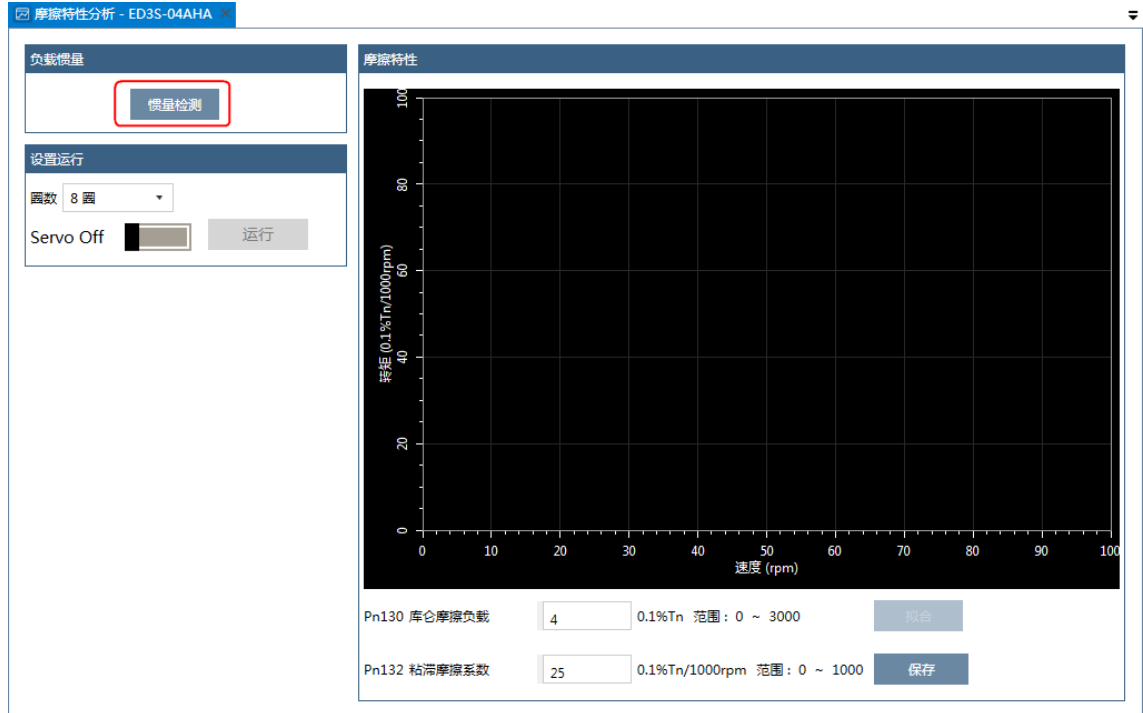 摩擦特性分析 - ED3S-04AHA
负载惯量
惯量检测
设置运行
圈数 8 圈
Servo Off 运行
摩擦特性
转矩 (0.1%Tn/1000rpm)
100
80
60
40
20
0
0 10 20 30 40 50 60 70 80 90 100
速度 (rpm)
Pn130 库仑摩擦负载 4 0.1%Tn 范围：0 ~ 3000 拟合
Pn132 粘滞摩擦系数 25 0.1%Tn/1000rpm 范围：0 ~ 1000 保存